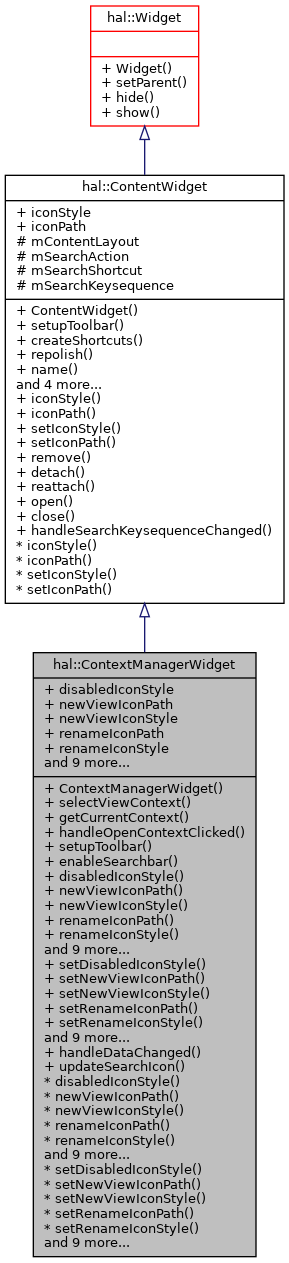 hal::Widget
+ Widget()
+ setParent()
+ hide()
+ show()
hal::ContentWidget
+ iconStyle
+ iconPath
# mContentLayout
# mSearchAction
# mSearchShortcut
# mSearchKeysequence
+ ContentWidget()
+ setupToolbar()
+ createShortcuts()
+ repolish()
+ name()
and 4 more...
+ iconStyle()
+ iconPath()
+ setIconStyle()
+ setIconPath()
+ remove()
+ detach()
+ reattach()
+ open()
+ close()
+ handleSearchKeysequenceChanged()
* iconStyle()
* iconPath()
* setIconStyle()
* setIconPath()
hal::ContextManagerWidget
+ disabledIconStyle
+ newViewIconPath
+ newViewIconStyle
+ renameIconPath
+ renameIconStyle
and 9 more...
+ ContextManagerWidget()
+ selectViewContext()
+ getCurrentContext()
+ handleOpenContextClicked()
+ setupToolbar()
+ enableSearchbar()
+ disabledIconStyle()
+ newViewIconPath()
+ newViewIconStyle()
+ renameIconPath()
+ renameIconStyle()
and 9 more...
+ setDisabledIconStyle()
+ setNewViewIconPath()
+ setNewViewIconStyle()
+ setRenameIconPath()
+ setRenameIconStyle()
and 9 more...
+ handleDataChanged()
+ updateSearchIcon()
* disabledIconStyle()
* newViewIconPath()
* newViewIconStyle()
* renameIconPath()
* renameIconStyle()
and 9 more...
* setDisabledIconStyle()
* setNewViewIconPath()
* setNewViewIconStyle()
* setRenameIconPath()
* setRenameIconStyle()
and 9 more...